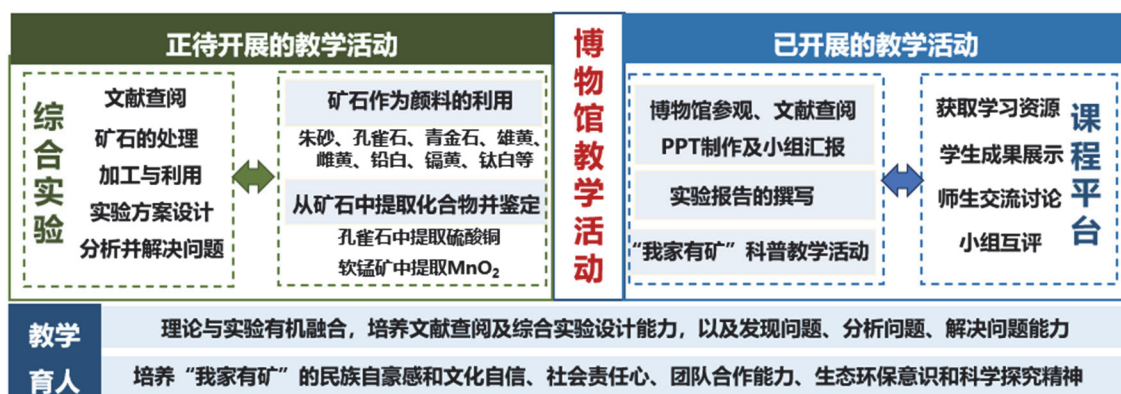 正待开展的教学活动
综合实验
文献查阅
矿石的处理
加工与利用
实验方案设计
分析并解决问题
矿石作为颜料的利用
朱砂、孔雀石、青金石、雄黄、
雌黄、铅白、镉黄、钛白等
从矿石中提取化合物并鉴定
孔雀石中提取硫酸铜
软锰矿中提取MnO₂
博物馆教学活动
已开展的教学活动
博物馆参观、文献查阅
PPT制作及小组汇报
实验报告的撰写
“我家有矿”科普教学活动
获取学习资源
学生成果展示
师生交流讨论
小组互评
课程平台
教学
育人
理论与实验有机融合，培养文献查阅及综合实验设计能力，以及发现问题、分析问题、解决问题能力
培养“我家有矿”的民族自豪感和文化自信、社会责任心、团队合作能力、生态环保意识和科学探究精神